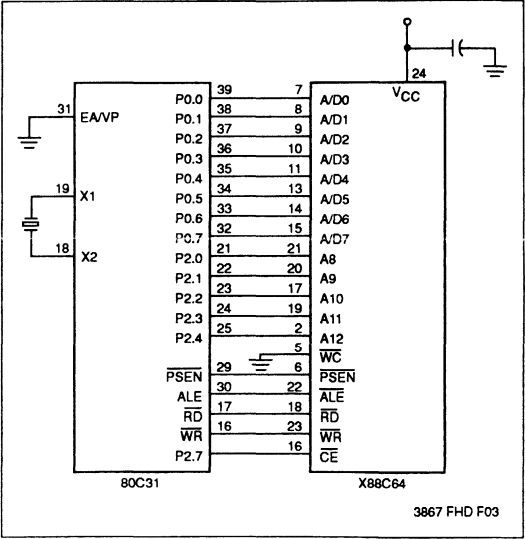 24
VCC
39 7
P0.0 A/D0
38 8
31 EA/VP P0.1 A/D1
37 9
P0.2 A/D2
36 10
P0.3 A/D3
35 11
P0.4 A/D4
19 X1 34 13
P0.5 A/D5
33 14
P0.6 A/D6
32 15
P0.7 A/D7
18 X2 21 21
P2.0 A8
22 20
P2.1 A9
23 17
P2.2 A10
24 19
P2.3 A11
25 2
P2.4 A12
5
WC
29 6
PSEN PSEN
30 22
ALE ALE
17 18
RD RD
16 23
WR WR
16
P2.7 CE
80C31 X88C64
3867 FHD F03